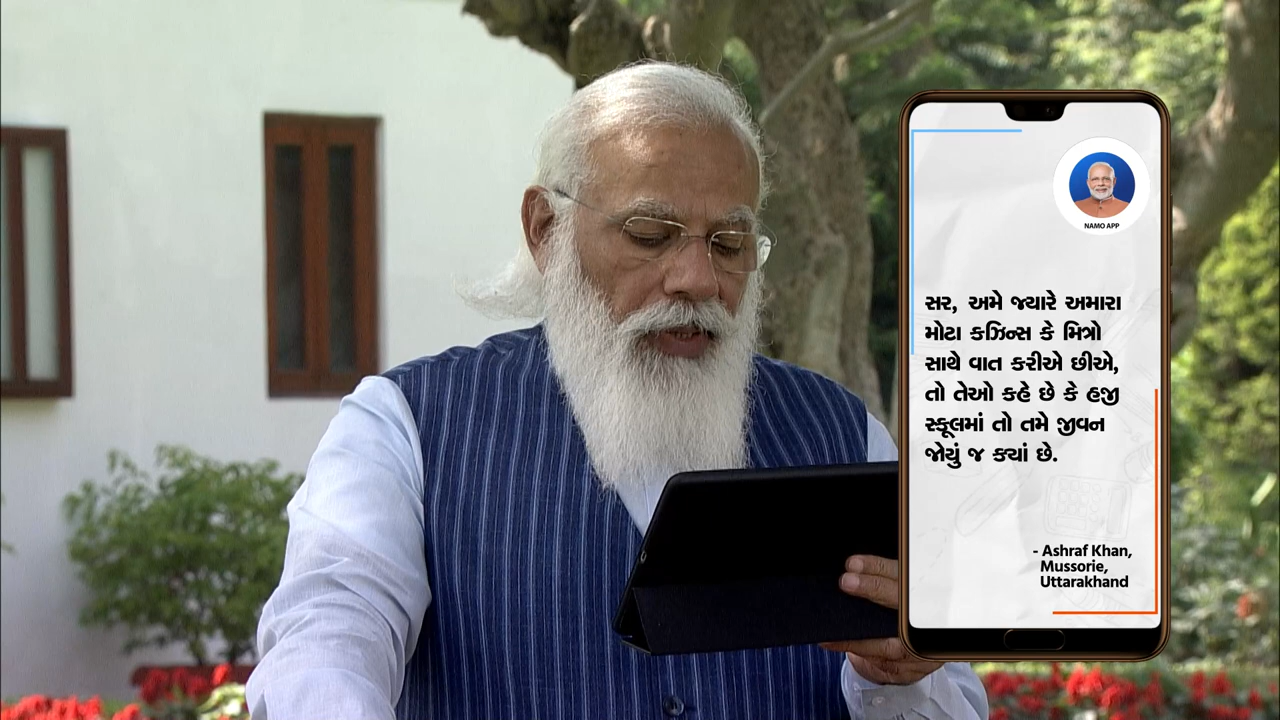 NAMO APP
સર, અમે જ્યારે અમારા
મોટા કઝિન્સ કે મિત્રો
સાથે વાત કરીએ છીએ,
તો તેઓ કહે છે કે હજી
સ્કૂલમાં તો તમે જીવન
જોયું જ ક્યાં છે.
- Ashraf Khan,
Mussorie,
Uttarakhand